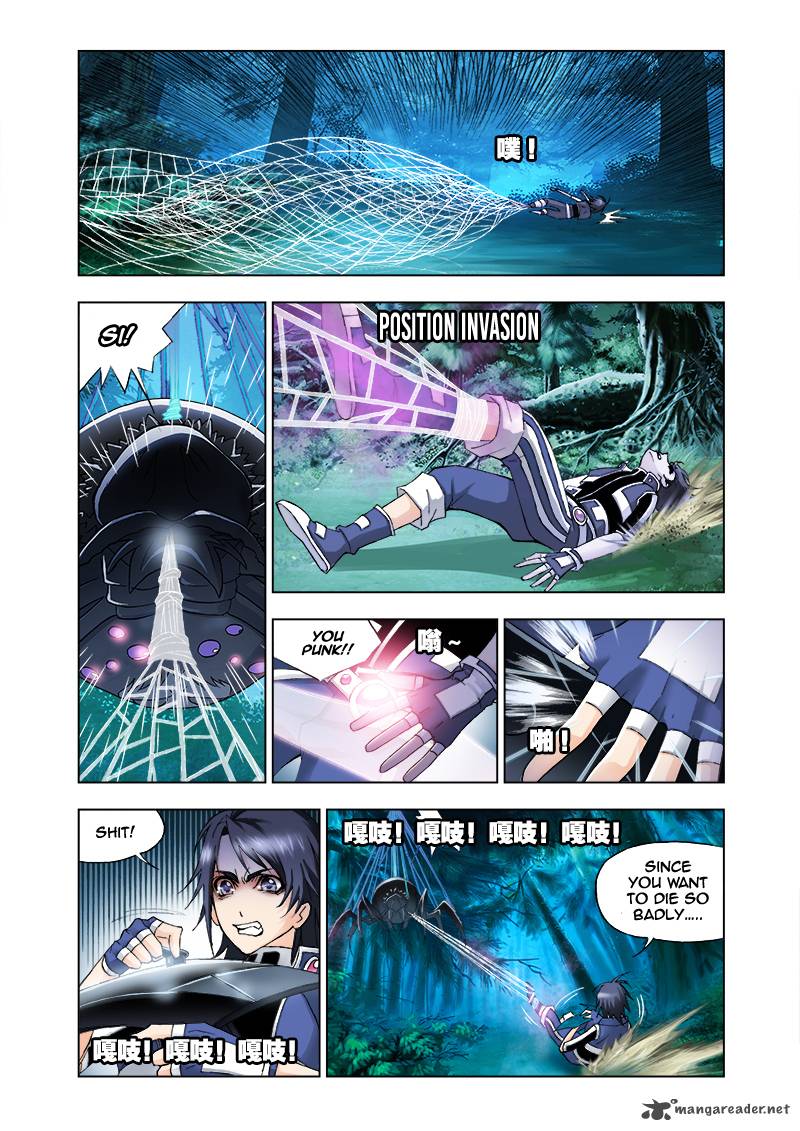 噗！
SI!
POSITION INVASION
YOU
PUNK!!
嗡~
啪！
SHIT!
嘎吱！嘎吱！嘎吱！
嘎吱！嘎吱！嘎吱！嘎吱！
SINCE
YOU WANT
TO DIE SO
BADLY.....
mangareader.net